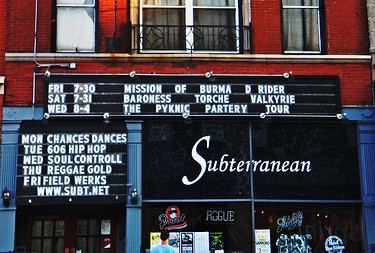 FRI 7-30 MISSION OF BURMA D RIDER
SAT 7-31 BARONESS TORCHE VALKYRIE
WED 8-4 THE PYKNIC PARTERY TOUR
MON CHANCES DANCES
TUE 606 HIP HOP
WED SOUL CONTROLL
THU REGGAE GOLD
FRI FIELD WERKS
WWW.SUBT.NET
Subterranean
ROGUE